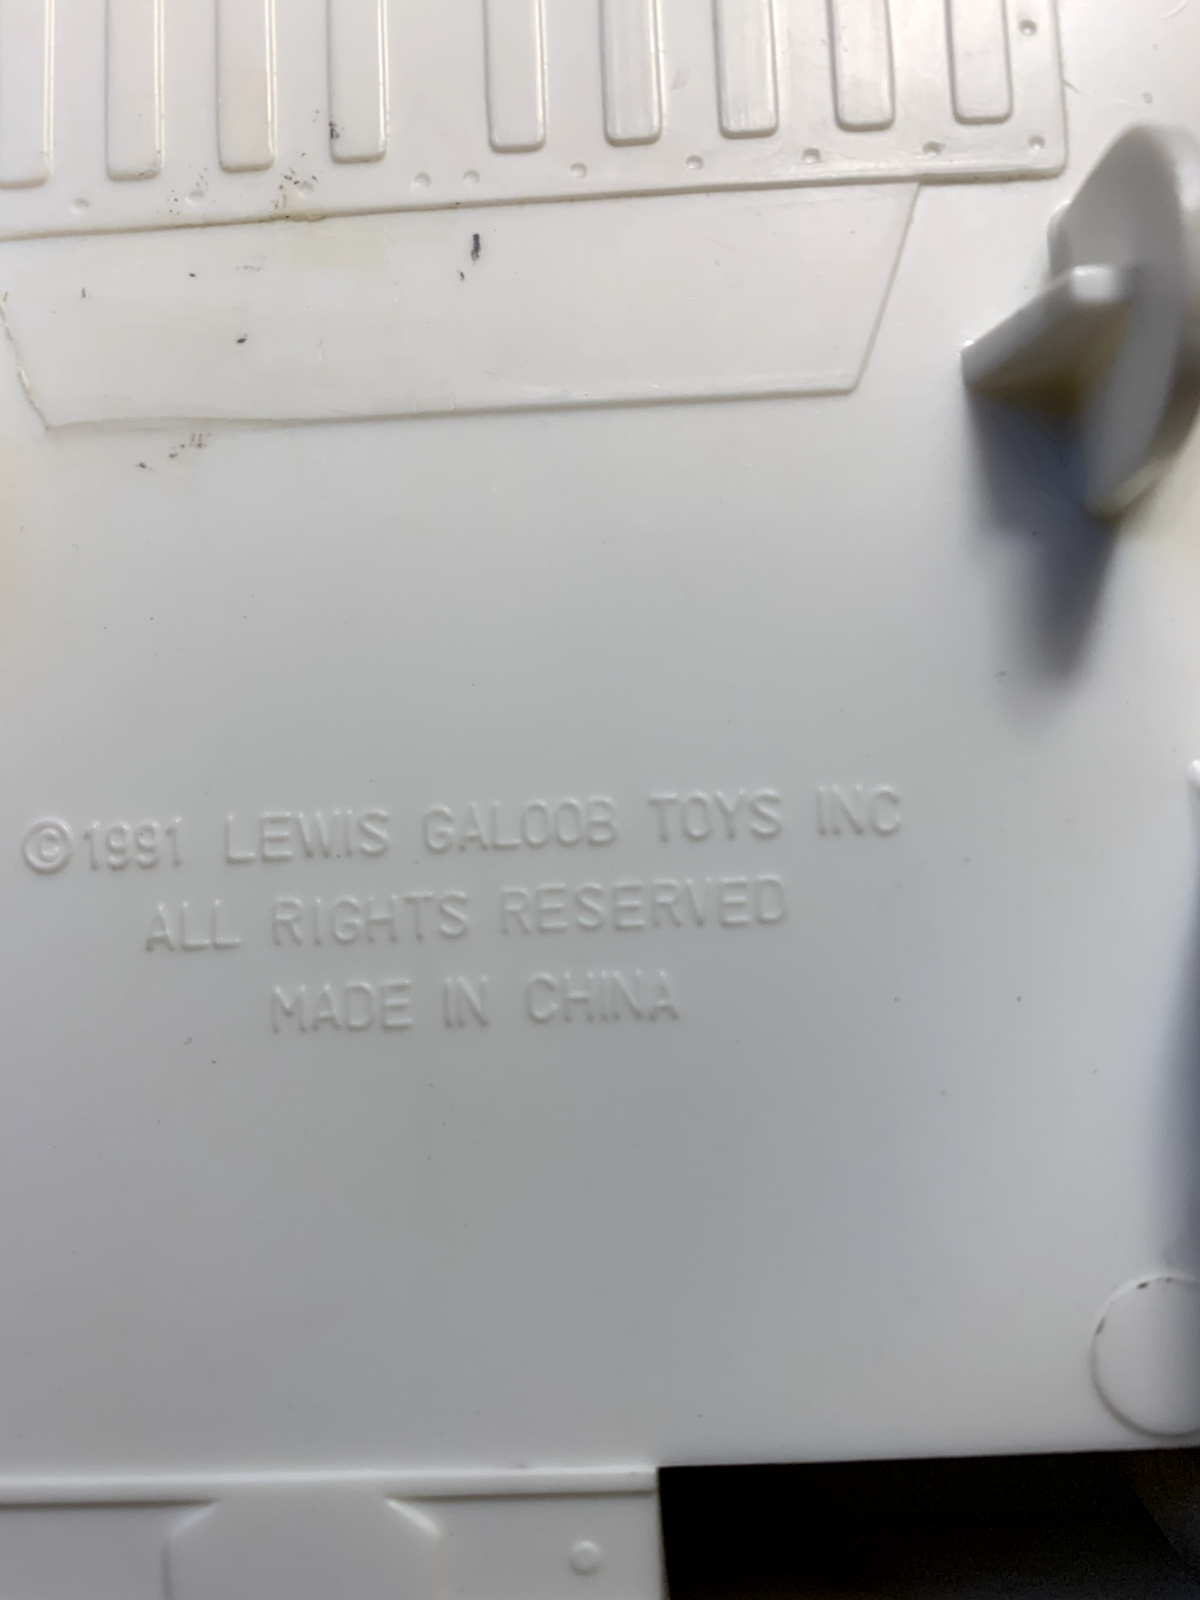 ©1991 LEWIS GALOOB TOYS INC
ALL RIGHTS RESERVED
MADE IN CHINA